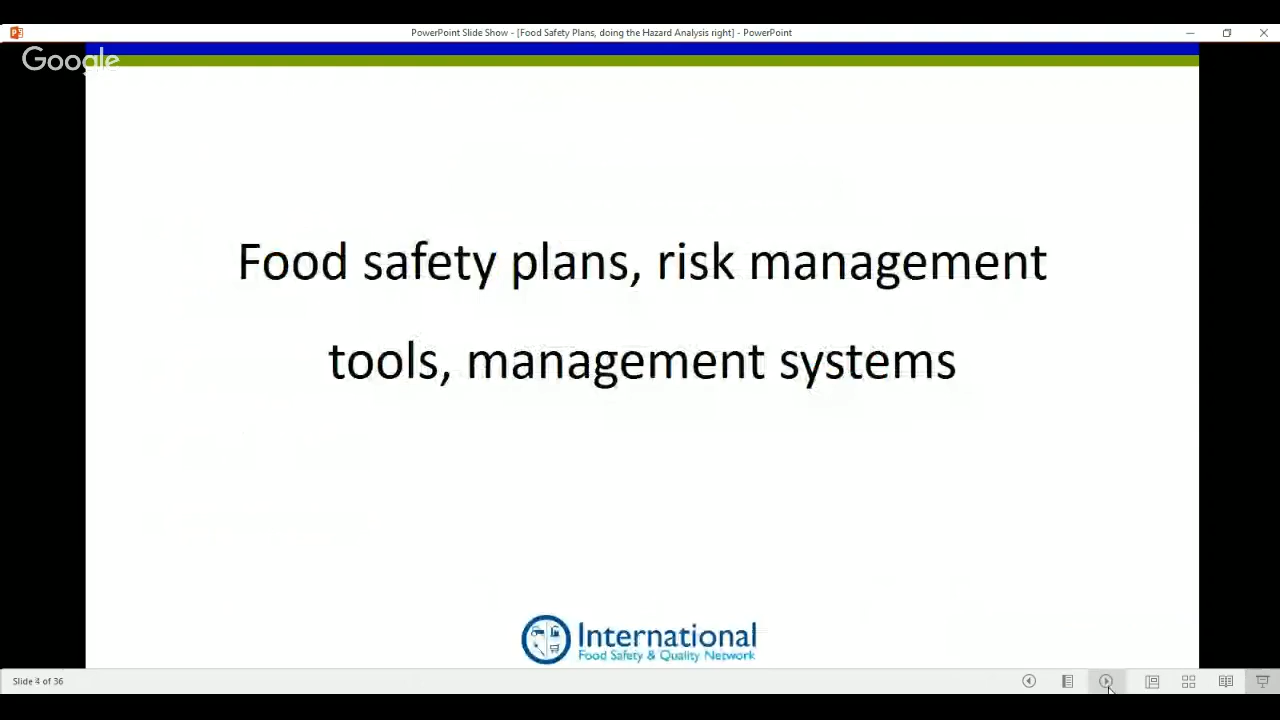 PowerPoint Slide Show - [Food Safety Plans, doing the Hazard Analysis right] - PowerPoint
Google
Food safety plans, risk management
tools, management systems
International
Food Safety & Quality Network
Slide 4 of 36